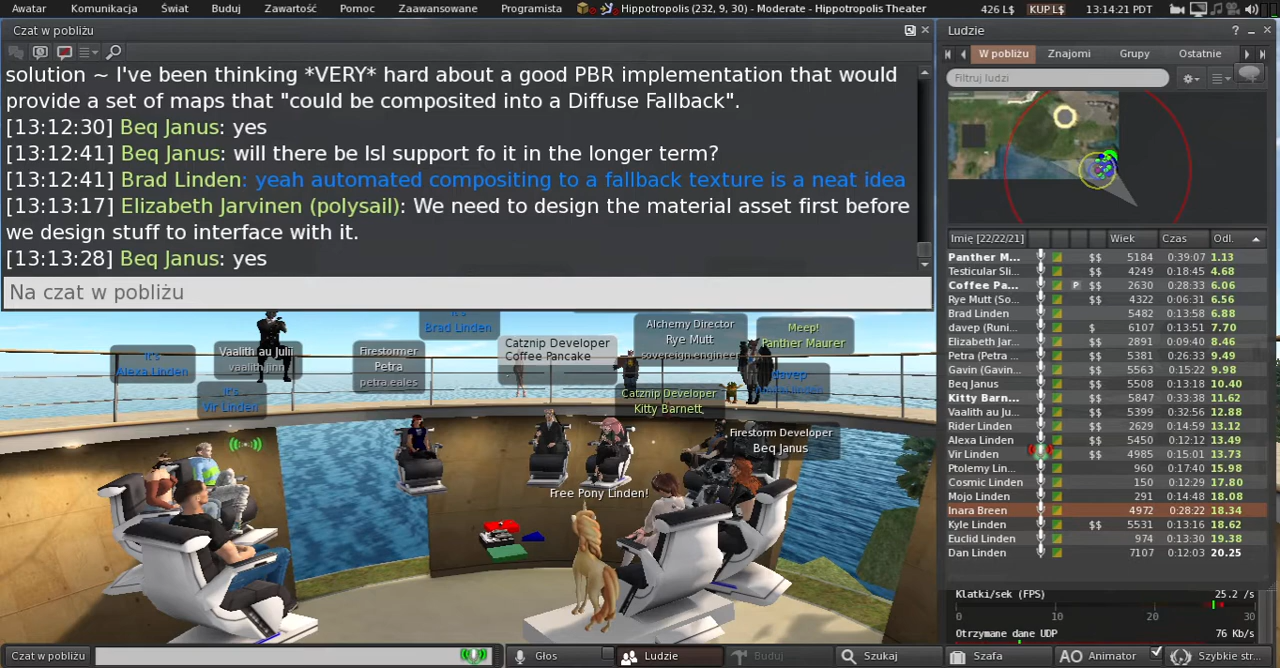 Awatar Komunikacja Świat Buduj Zawartość Pomoc Zaawansowane Programista Hippotropolis (232, 9, 30) - Moderate - Hippotropolis Theater 426 L$ KUP L$ 13:14:21 PDT
Czat w pobliżu
solution ~ I've been thinking *VERY* hard about a good PBR implementation that would
provide a set of maps that "could be composited into a Diffuse Fallback".
[13:12:30] Beq Janus: yes
[13:12:41] Beq Janus: will there be lsl support fo it in the longer term?
[13:12:41] Brad Linden: yeah automated compositing to a fallback texture is a neat idea
[13:13:17] Elizabeth Jarvinen (polysail): We need to design the material asset first before
we design stuff to interface with it.
[13:13:28] Beq Janus: yes
Na czat w pobliżu
It's
Alexa Linden
Vaalith au Julii
vaalith.jinn
It's
Vir Linden
Firestormer
Petra
petra.eales
It's
Brad Linden
Catznip Developer
Coffee Pancake
Alchemy Director
Rye Mutt
sovereign.engineer
Meep!
Panther Maurer
davep
Catznip Developer
Kitty Barnett
Firestorm Developer
Beq Janus
Free Pony Linden!
Ludzie
W pobliżu Znajomi Grupy Ostatnie
Filtruj ludzi
Imię [22/22/21] Wiek Czas Odl.
Panther M... $$ 5184 0:39:07 1.13
Testicular Sli... $$ 4249 0:18:45 4.68
Coffee Pa... P $$ 2630 0:28:33 6.06
Rye Mutt (So... $$ 4322 0:06:31 6.56
Brad Linden 5482 0:13:58 6.88
davep (Runi... $ 6107 0:13:51 7.70
Elizabeth Jar... $ 2891 0:09:40 8.46
Petra (Petra ... $$ 5381 0:26:33 9.49
Gavin (Gavin... $$ 5563 0:15:22 9.98
Beq Janus $$ 5508 0:13:18 10.40
Kitty Barn... $$ 5847 0:33:38 11.62
Vaalith au Ju... $$ 5399 0:32:56 12.88
Rider Linden $$ 2629 0:14:59 13.12
Alexa Linden $$ 5450 0:12:12 13.49
Vir Linden $$ 4985 0:15:01 13.73
Ptolemy Lin... 960 0:17:40 15.98
Cosmic Linden 150 0:12:29 17.80
Mojo Linden 291 0:14:48 18.08
Inara Breen 4972 0:28:22 18.34
Kyle Linden $$ 5531 0:13:16 18.62
Euclid Linden 974 0:13:30 19.38
Dan Linden 7107 0:12:03 20.25
Klatki/sek (FPS) 25.2 /s
0 10 20 30
Otrzymane dane UDP 76 Kb/s
Czat w pobliżu Głos Ludzie Buduj Szukaj Szafa AO Animator Szybkie str...